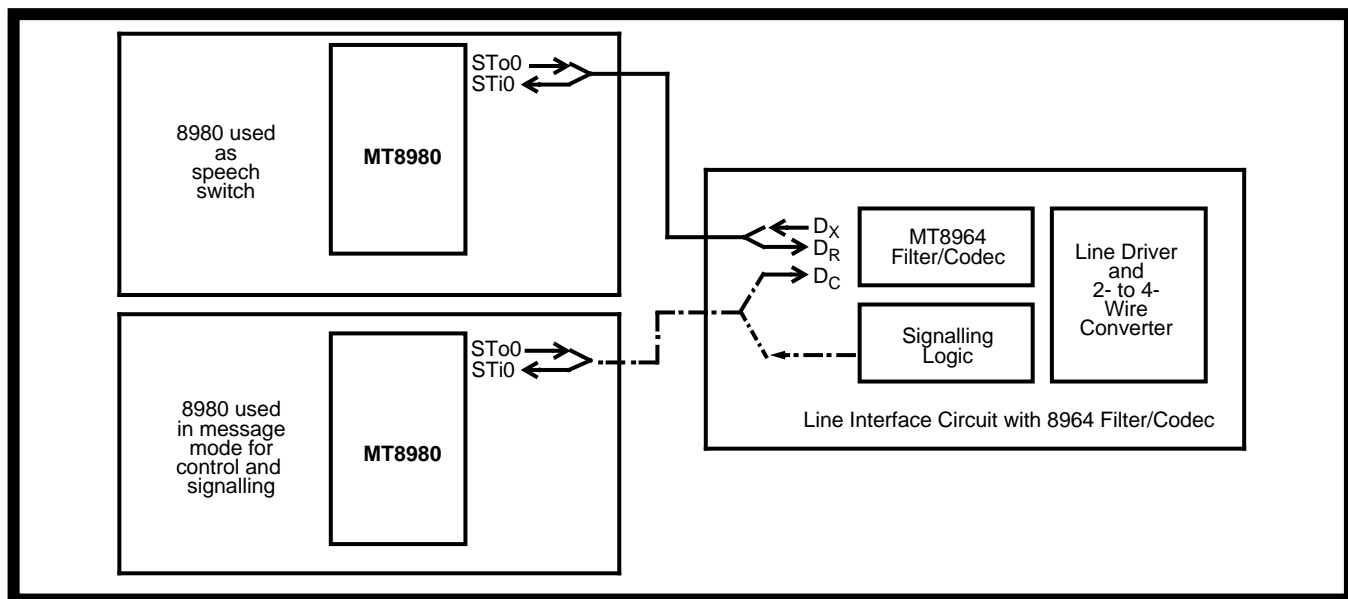 8980 used
as
speech
switch
MT8980
STo0
STi0
8980 used
in message
mode for
control and
signalling
MT8980
STo0
STi0
DX
DR
DC
MT8964
Filter/Codec
Signalling
Logic
Line Driver
and
2- to 4-
Wire
Converter
Line Interface Circuit with 8964 Filter/Codec